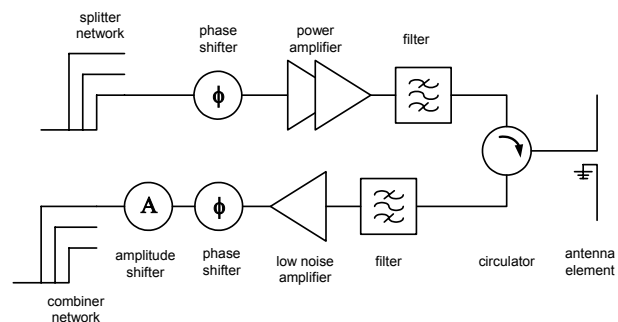 splitter
network
phase
shifter
power
amplifier
filter
ϕ
A
ϕ
amplitude
shifter
phase
shifter
low noise
amplifier
filter
circulator
antenna
element
combiner
network